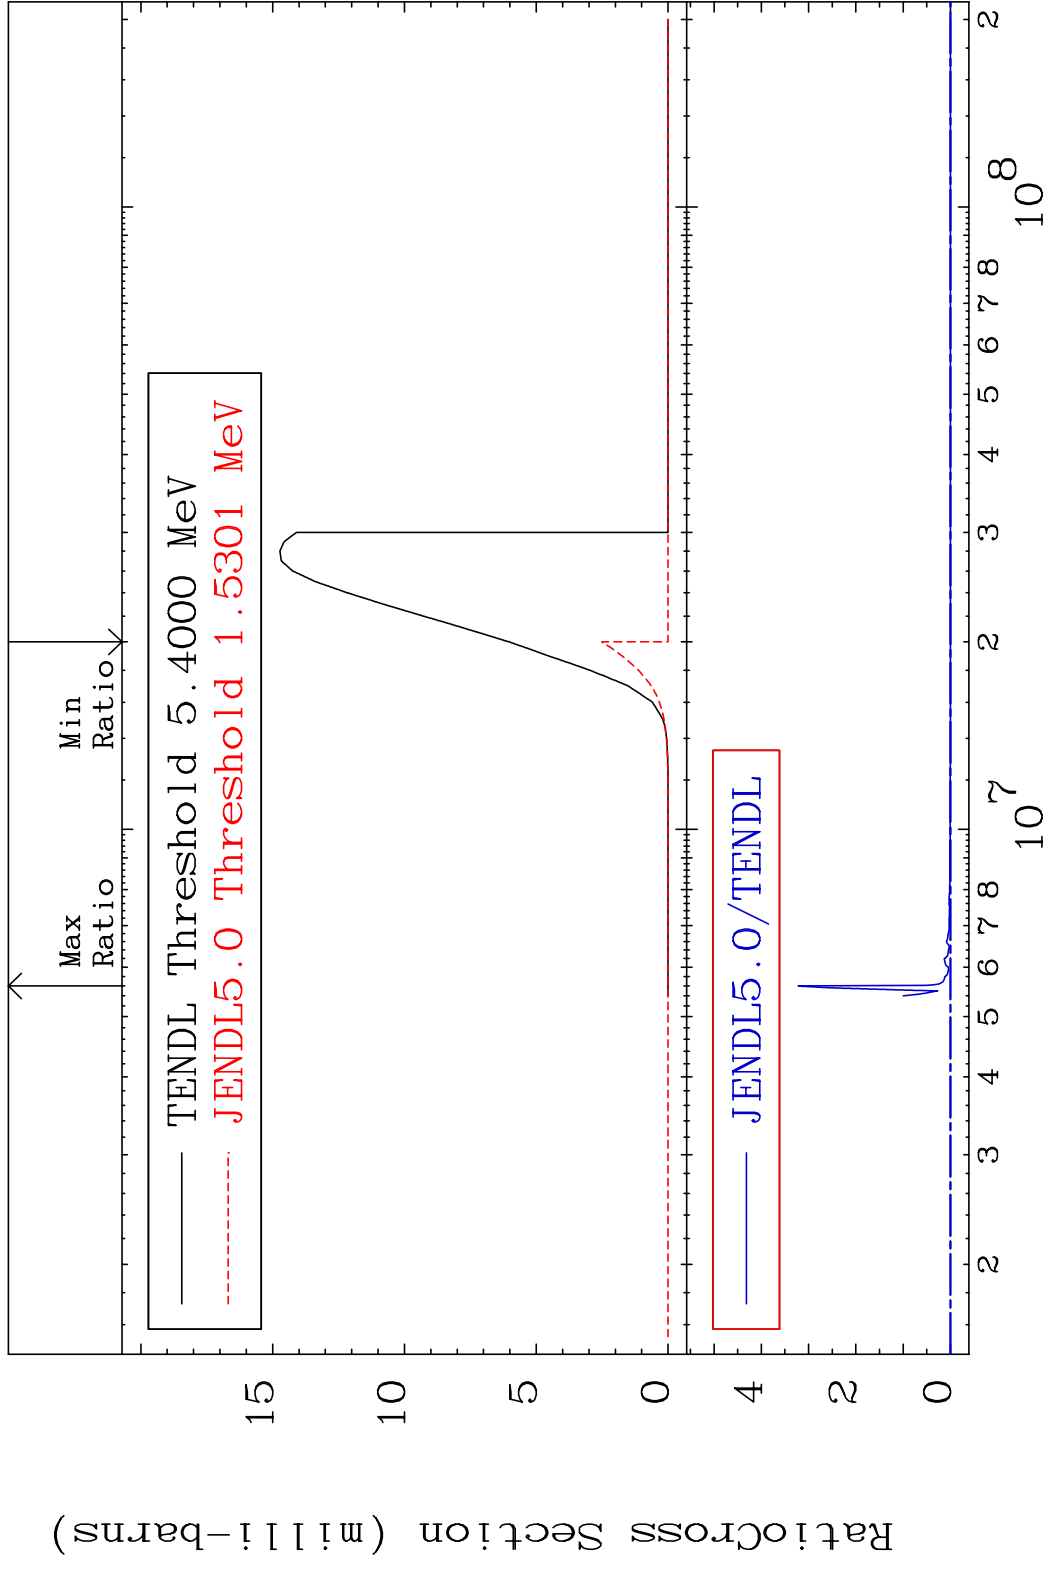 Max
Ratio
Min
Ratio
TENDL Threshold 5.4000 MeV
JENDL5.0 Threshold 1.5301 MeV
15
10
5
0
JENDL5.0/TENDL
4
2
0
2 3 4 5 6 7 8 10^7 2 3 4 5 6 7 8 10^8 2
RatioCross Section (milli-barns)